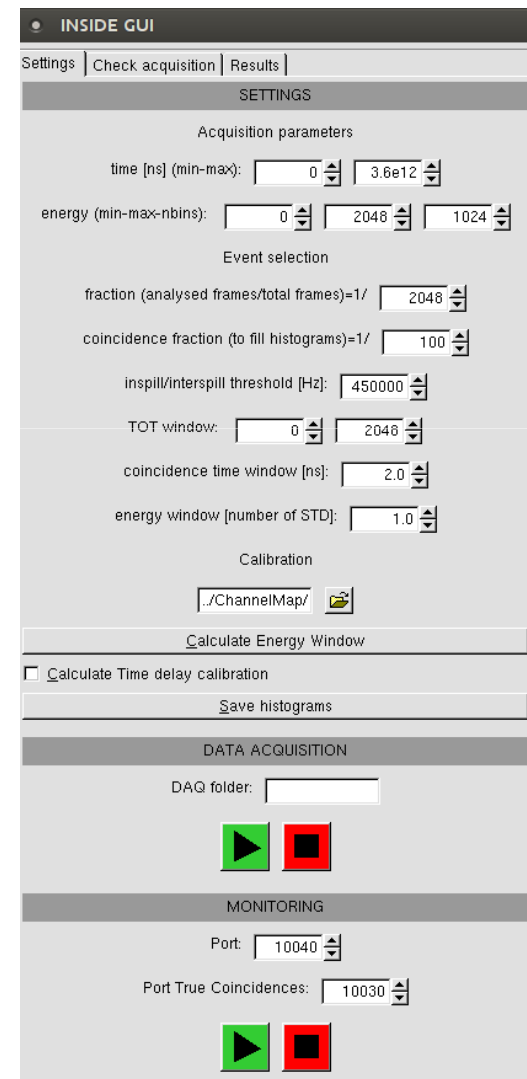 INSIDE GUI
Settings Check acquisition Results
SETTINGS
Acquisition parameters
time [ns] (min-max): 0 3.6e12
energy (min-max-nbins): 0 2048 1024
Event selection
fraction (analysed frames/total frames)=1/ 2048
coincidence fraction (to fill histograms)=1/ 100
inspill/interspill threshold [Hz]: 450000
TOT window: 0 2048
coincidence time window [ns]: 2.0
energy window [number of STD]: 1.0
Calibration
../ChannelMap/
Calculate Energy Window
Calculate Time delay calibration
Save histograms
DATA ACQUISITION
DAQ folder:
MONITORING
Port: 10040
Port True Coincidences: 10030